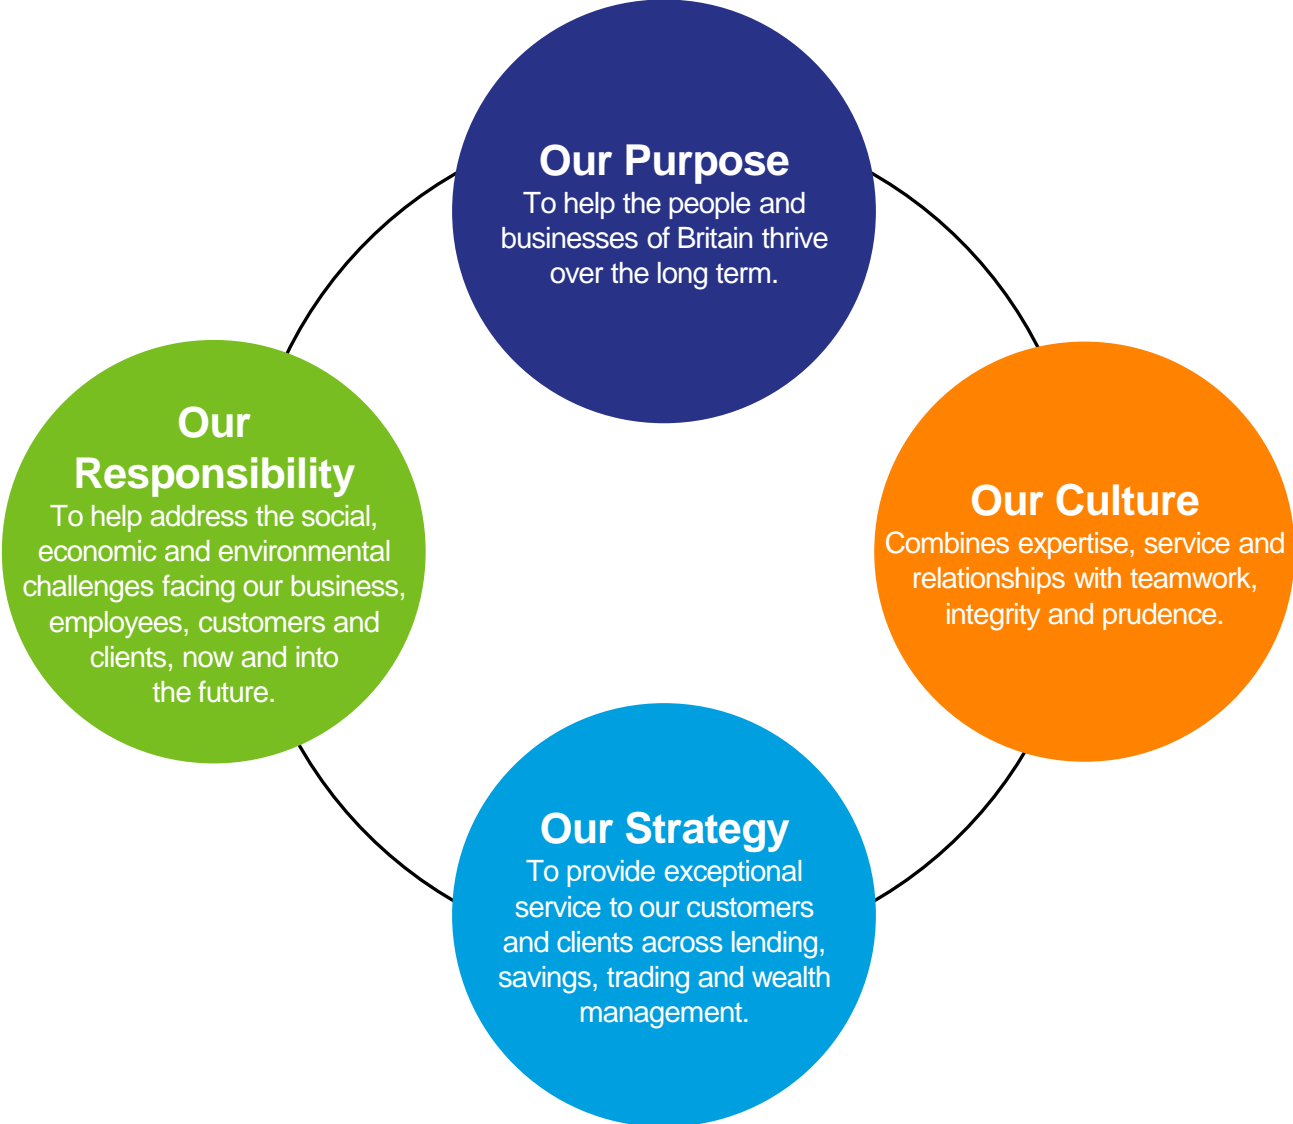 Our Purpose
To help the people and
businesses of Britain thrive
over the long term.
Our
Responsibility
To help address the social,
economic and environmental
challenges facing our business,
employees, customers and
clients, now and into
the future.
Our Culture
Combines expertise, service and
relationships with teamwork,
integrity and prudence.
Our Strategy
To provide exceptional
service to our customers
and clients across lending,
savings, trading and wealth
management.